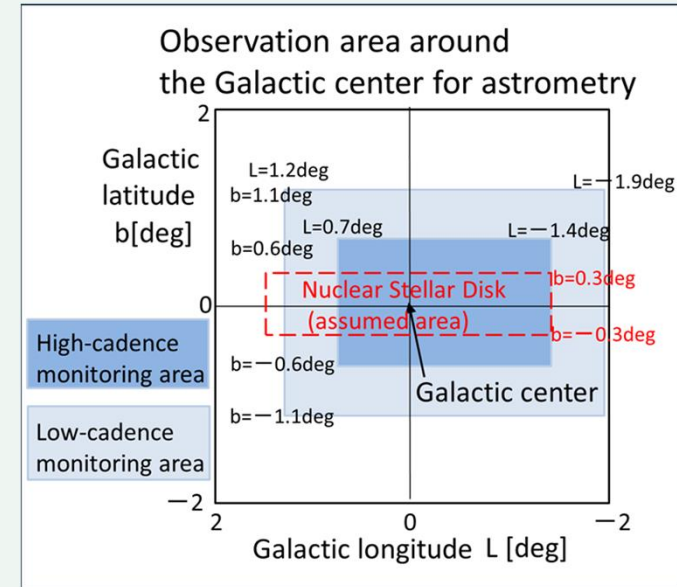 Observation area around
the Galactic center for astrometry
2
Galactic
latitude
b[deg]
L=1.2deg
b=1.1deg
L=－1.9deg
L=0.7deg
L=－1.4deg
b=0.6deg
Nuclear Stellar Disk
(assumed area)
b=0.3deg
0
b=－0.3deg
High-cadence
monitoring area
b=－0.6deg
Galactic center
b=－1.1deg
Low-cadence
monitoring area
－2
2
0
－2
Galactic longitude L [deg]